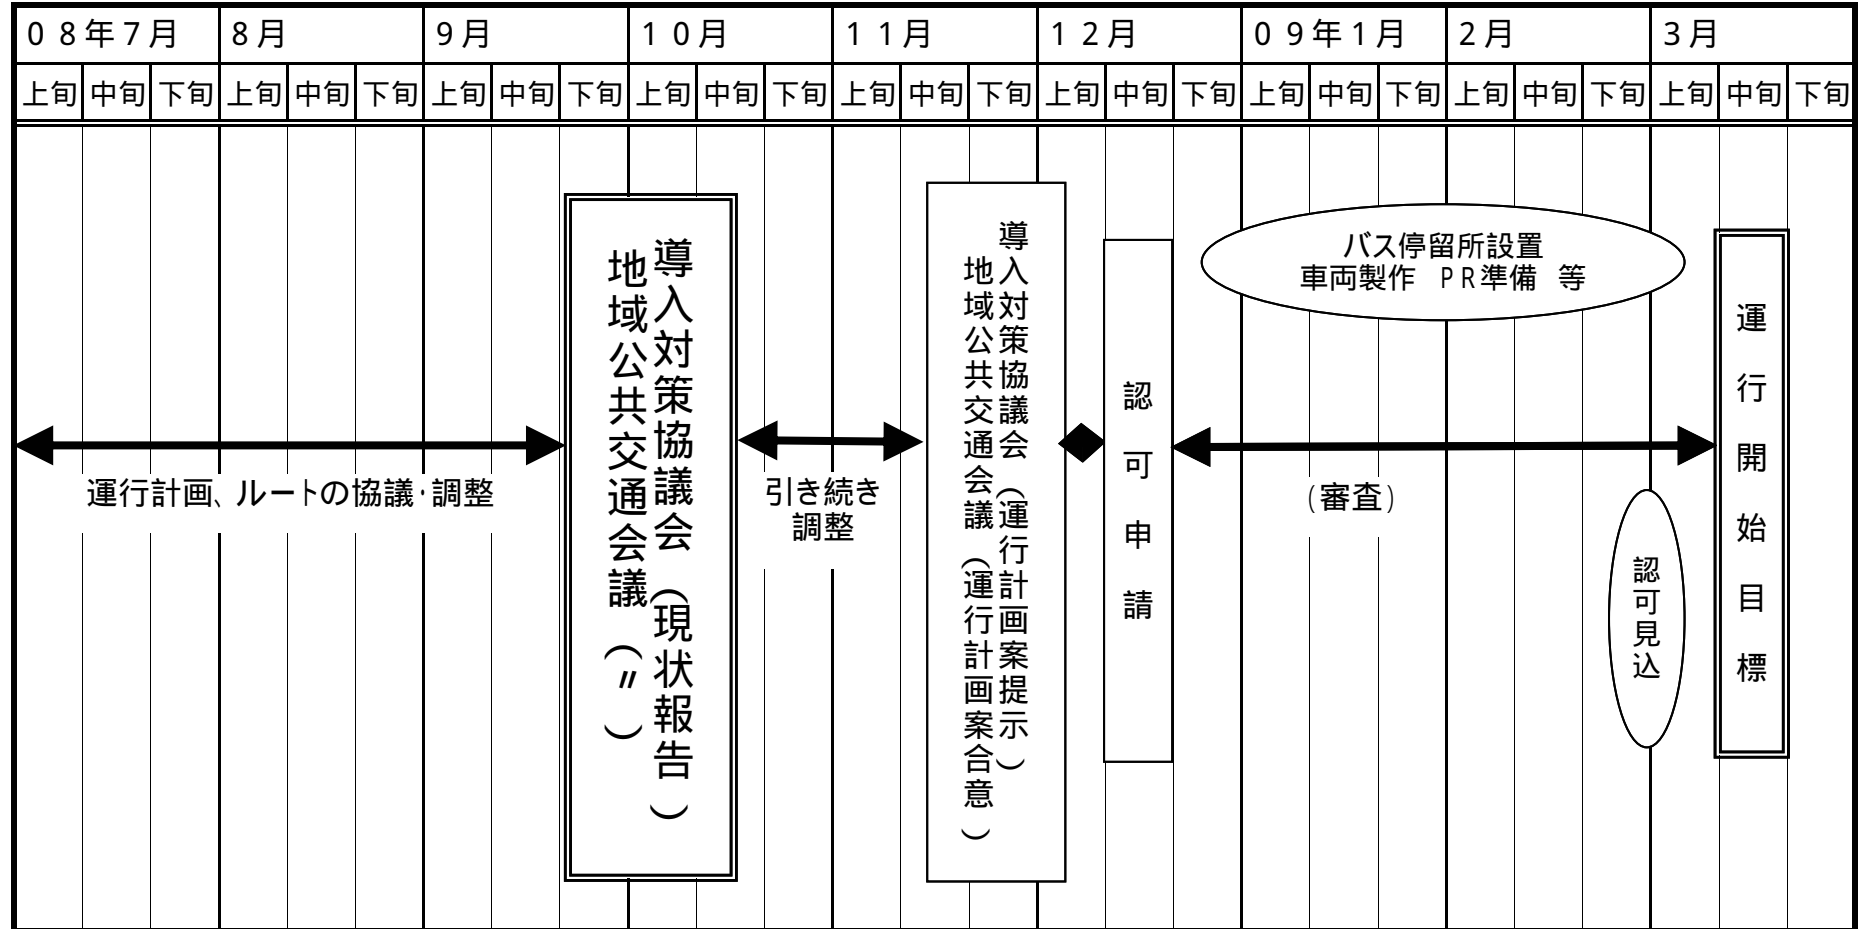 ０８年７月 ８月 ９月 １０月 １１月 １２月 ０９年１月 ２月 ３月
上旬 中旬 下旬 上旬 中旬 下旬 上旬 中旬 下旬 上旬 中旬 下旬 上旬 中旬 下旬 上旬 中旬 下旬 上旬 中旬 下旬 上旬 中旬 下旬 上旬 中旬 下旬
運行計画、ルートの協議・調整
導入対策協議会（現状報告）
地域公共交通会議（〃）
引き続き
調整
導入対策協議会（運行計画案提示）
地域公共交通会議（運行計画案合意）
認可申請
バス停留所設置
車両製作　ＰＲ準備　等
（審査）
認可見込
運行開始目標